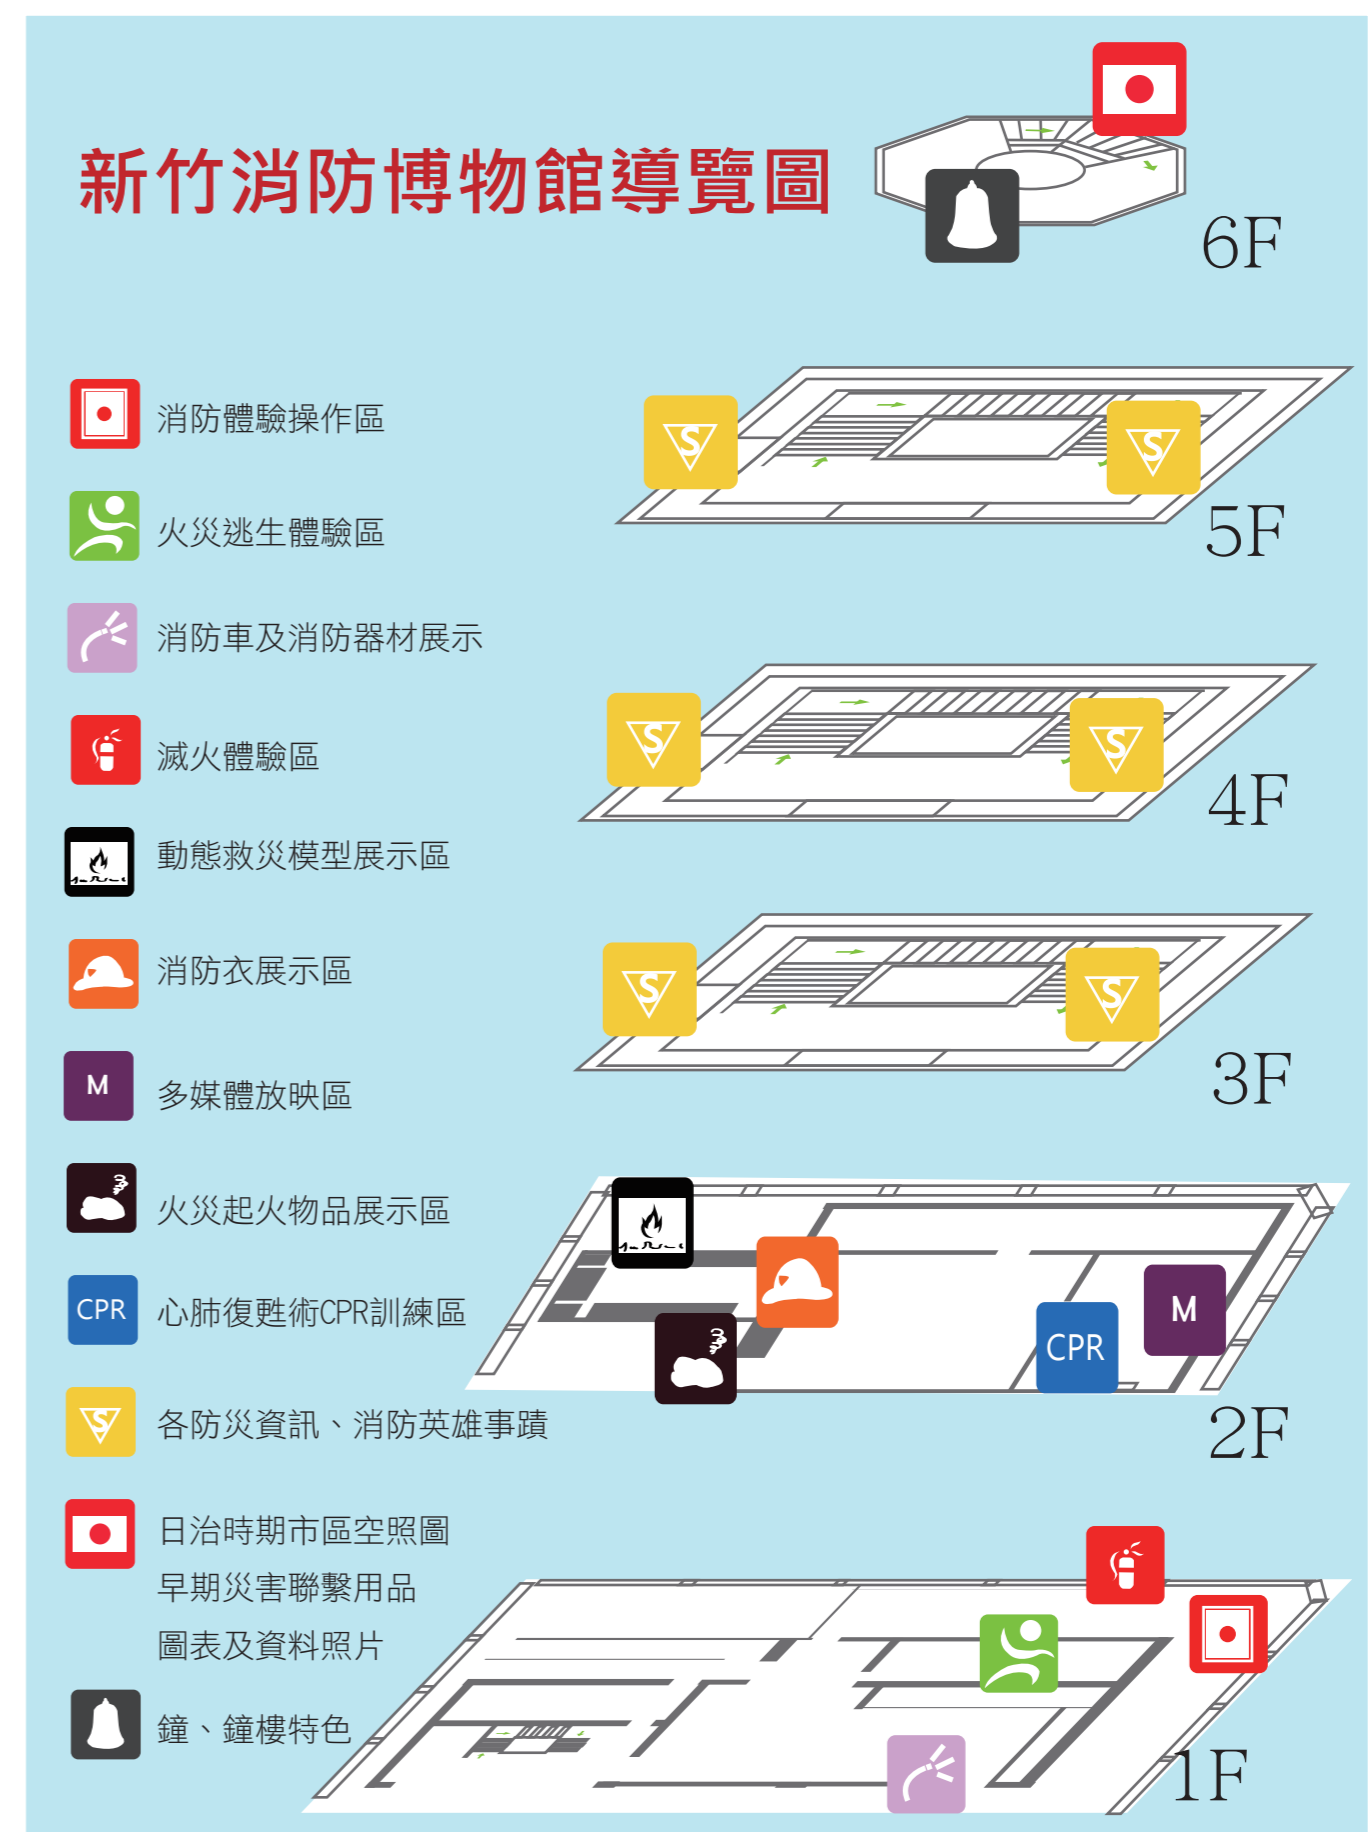 新竹消防博物館導覽圖
6F
消防體驗操作區
火災逃生體驗區
消防車及消防器材展示
滅火體驗區
動態救災模型展示區
消防衣展示區
M
多媒體放映區
火災起火物品展示區
CPR
心肺復甦術CPR訓練區
S
各防災資訊、消防英雄事蹟
日治時期市區空照圖
早期災害聯繫用品
圖表及資料照片
鐘、鐘樓特色
S
S
5F
S
S
4F
S
S
3F
CPR
M
2F
1F